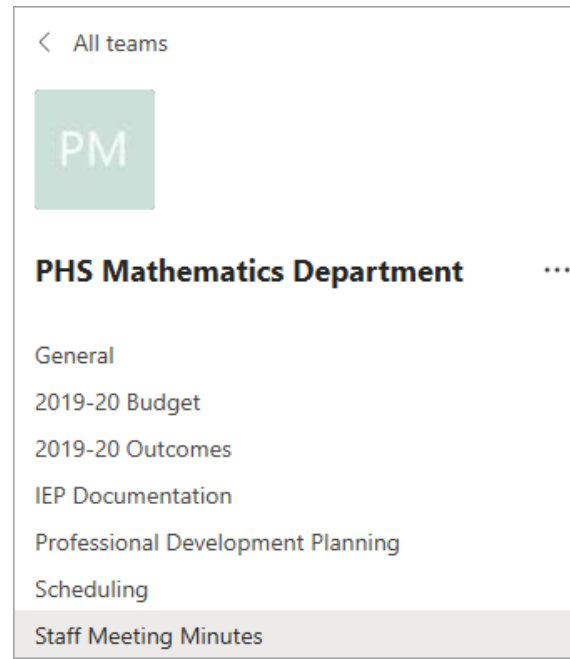 All teams
PM
PHS Mathematics Department
General
2019-20 Budget
2019-20 Outcomes
IEP Documentation
Professional Development Planning
Scheduling
Staff Meeting Minutes